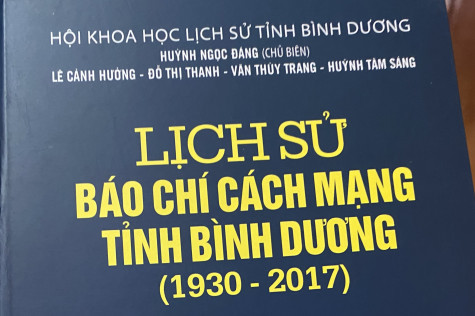 HỘI KHOA HỌC LỊCH SỬ TỈNH BÌNH DƯƠNG
HUỲNH NGỌC ĐÁNG (CHỦ BIÊN)
LÊ CẢNH HƯỚNG - ĐỖ THỊ THANH - VĂN THÙY TRANG - HUỲNH TÂM SÁNG
LỊCH SỬ
BÁO CHÍ CÁCH MẠNG
TỈNH BÌNH DƯƠNG
(1930 - 2017)